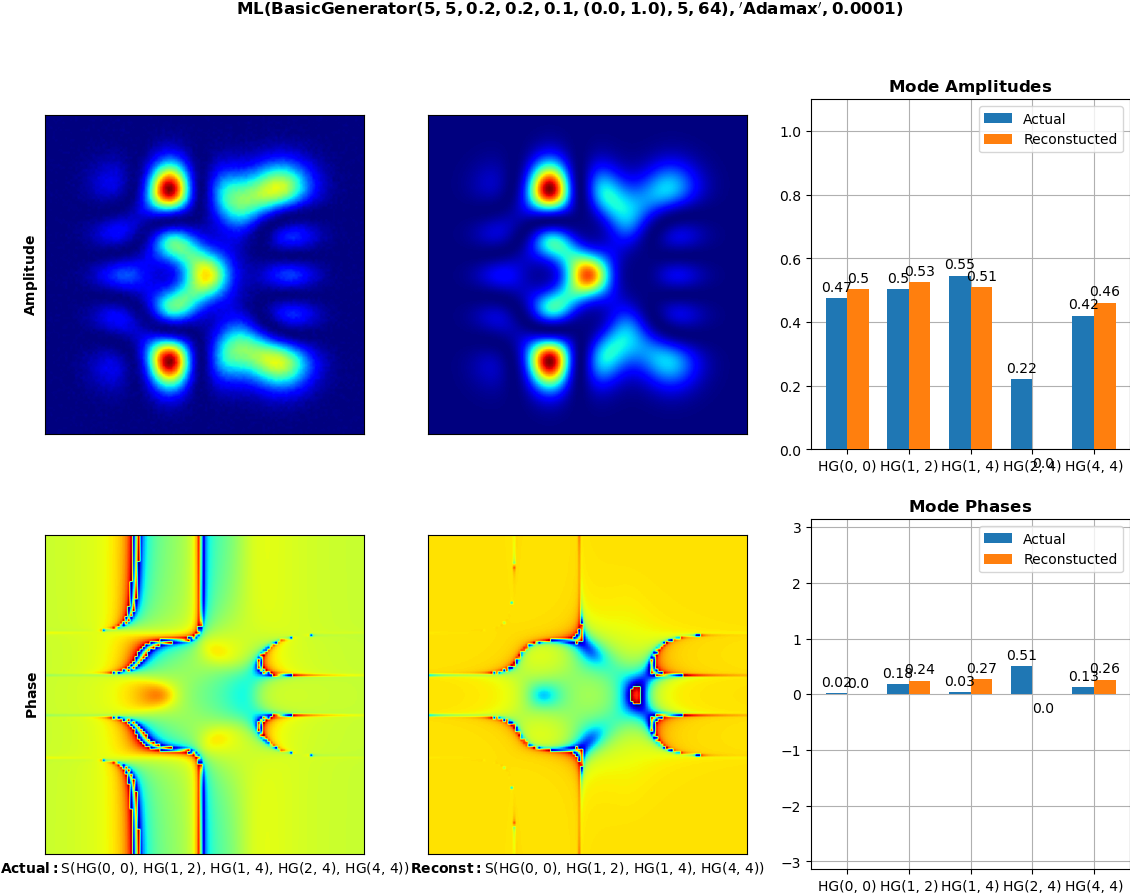 ML(BasicGenerator(5, 5, 0.2, 0.2, 0.1, (0.0, 1.0), 5, 64), 'Adamax', 0.0001)
Mode Amplitudes
Actual
Reconstucted
1.0
0.8
0.6
0.4
0.2
0.0
0.47
0.5
0.5
0.53
0.55
0.51
0.22
0.0
0.42
0.46
HG(0, 0) HG(1, 2) HG(1, 4) HG(2, 4) HG(4, 4)
Amplitude
Mode Phases
Actual
Reconstucted
3
2
1
0
−1
−2
−3
0.02
0.0
0.18
0.24
0.03
0.27
0.51
0.0
0.13
0.26
HG(0, 0) HG(1, 2) HG(1, 4) HG(2, 4) HG(4, 4)
Phase
Actual: S(HG(0, 0), HG(1, 2), HG(1, 4), HG(2, 4), HG(4, 4))
Reconst: S(HG(0, 0), HG(1, 2), HG(1, 4), HG(4, 4))